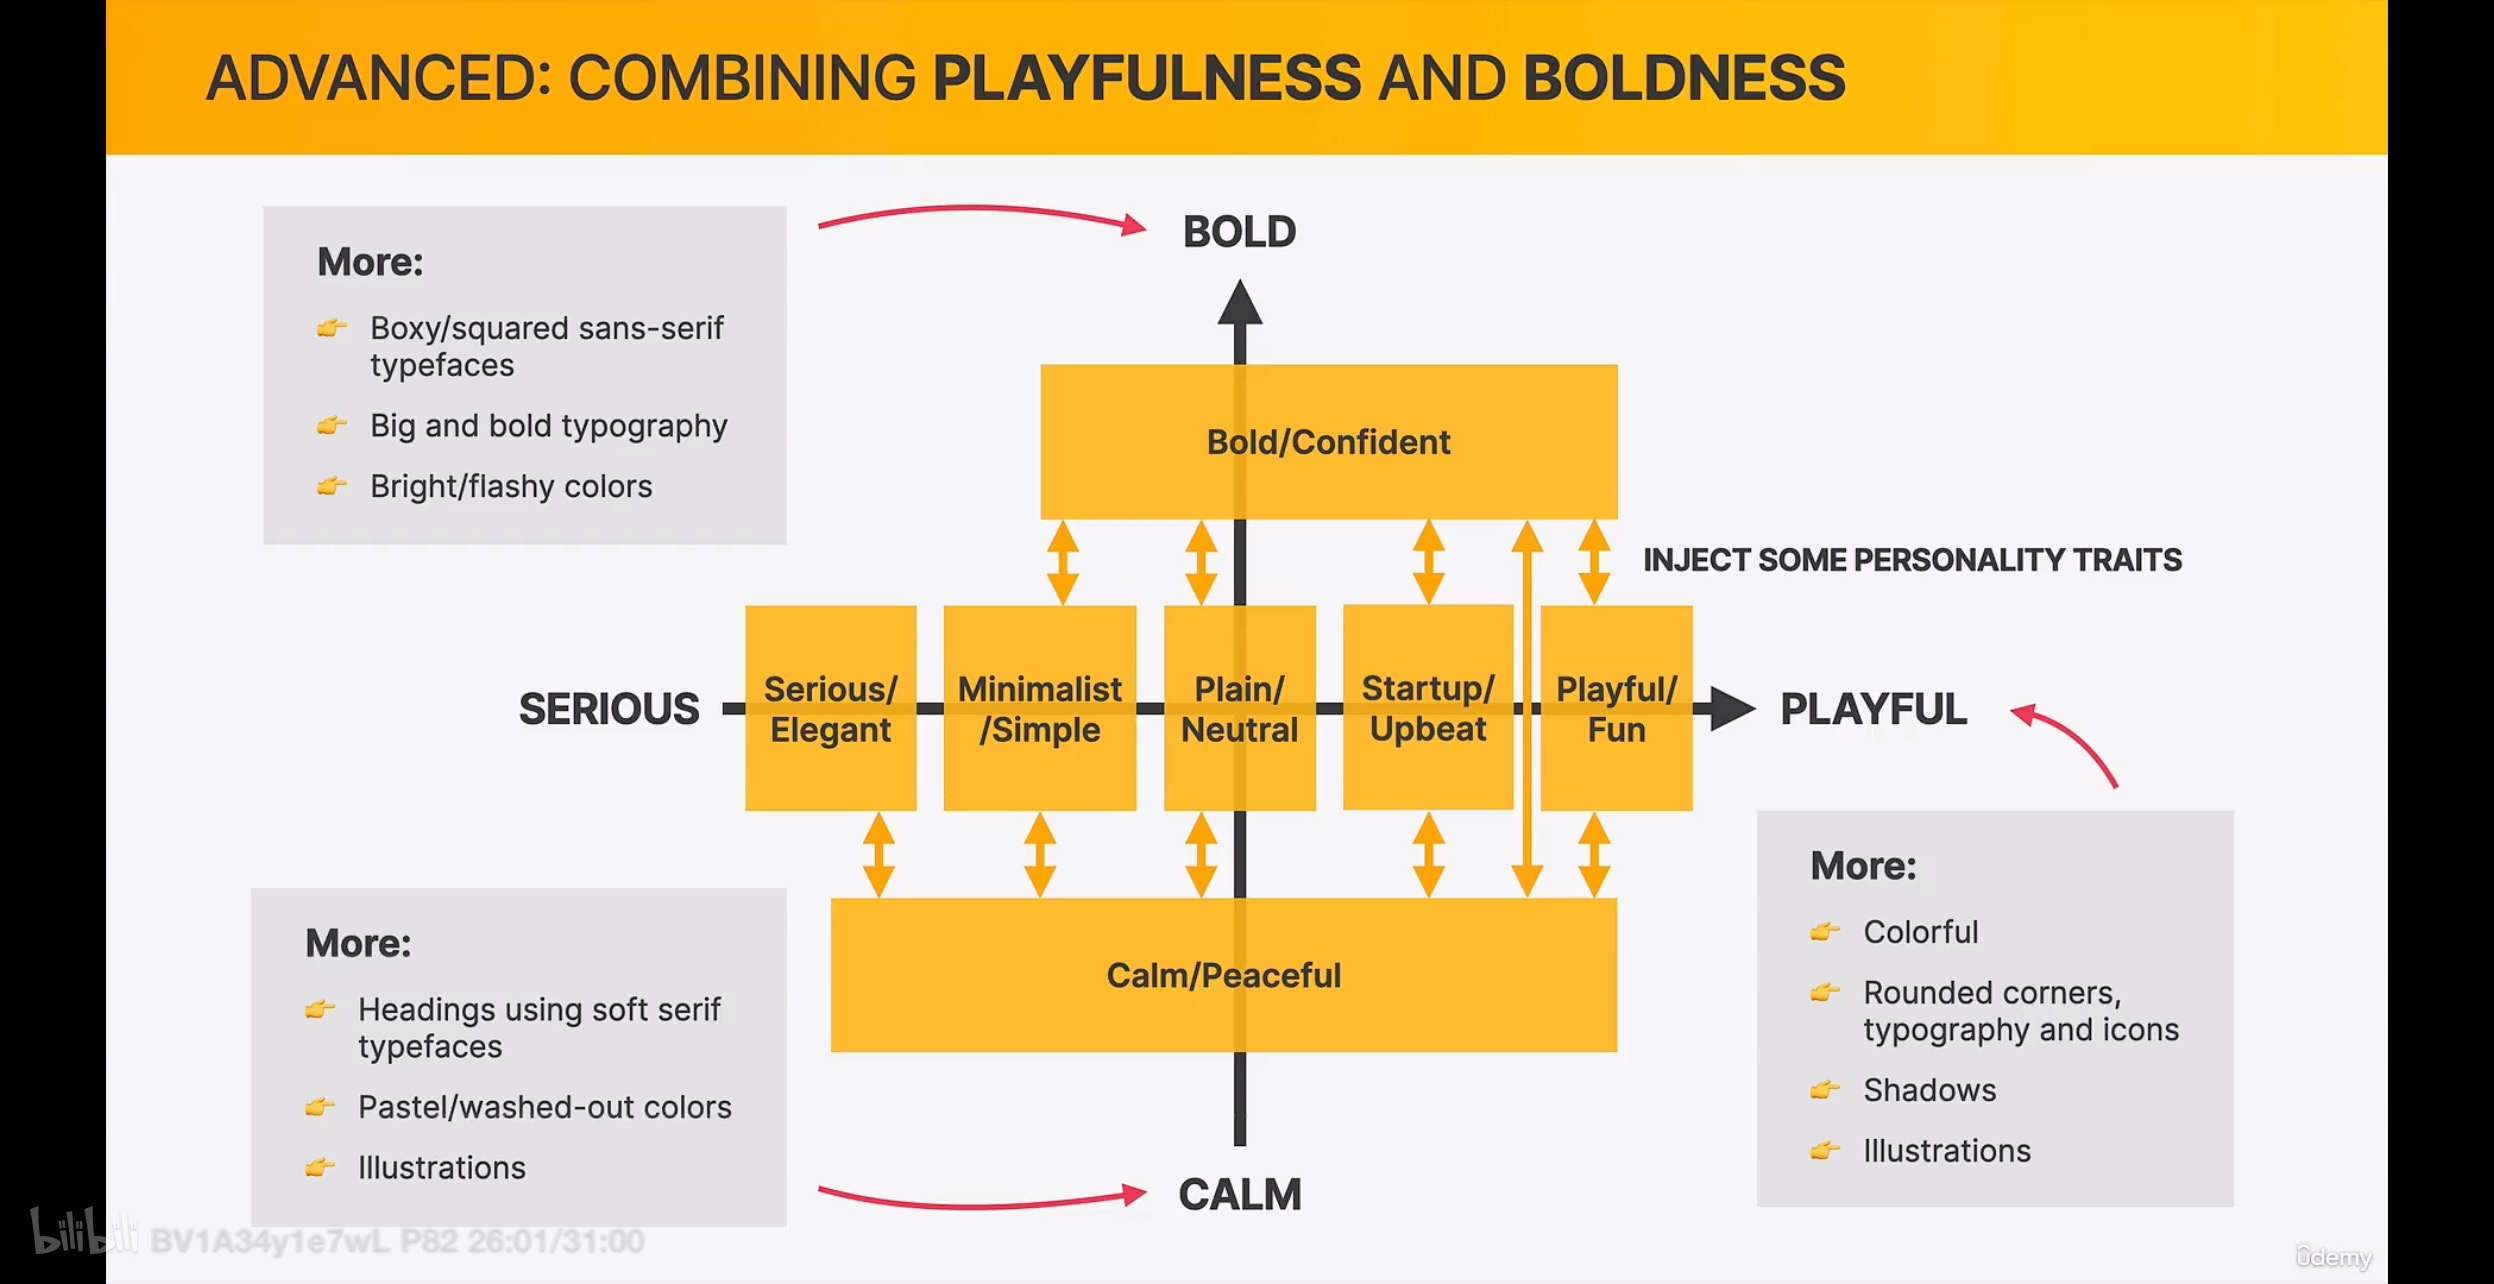 ADVANCED: COMBINING PLAYFULNESS AND BOLDNESS
More:
Boxy/squared sans-serif
typefaces
Big and bold typography
Bright/flashy colors
BOLD
Bold/Confident
INJECT SOME PERSONALITY TRAITS
SERIOUS
Serious/
Elegant
Minimalist
/Simple
Plain/
Neutral
Startup/
Upbeat
Playful/
Fun
PLAYFUL
Calm/Peaceful
CALM
More:
Headings using soft serif
typefaces
Pastel/washed-out colors
Illustrations
More:
Colorful
Rounded corners,
typography and icons
Shadows
Illustrations
bilibili BV1A34y1e7wL P82 26:01/31:00
ûdemy